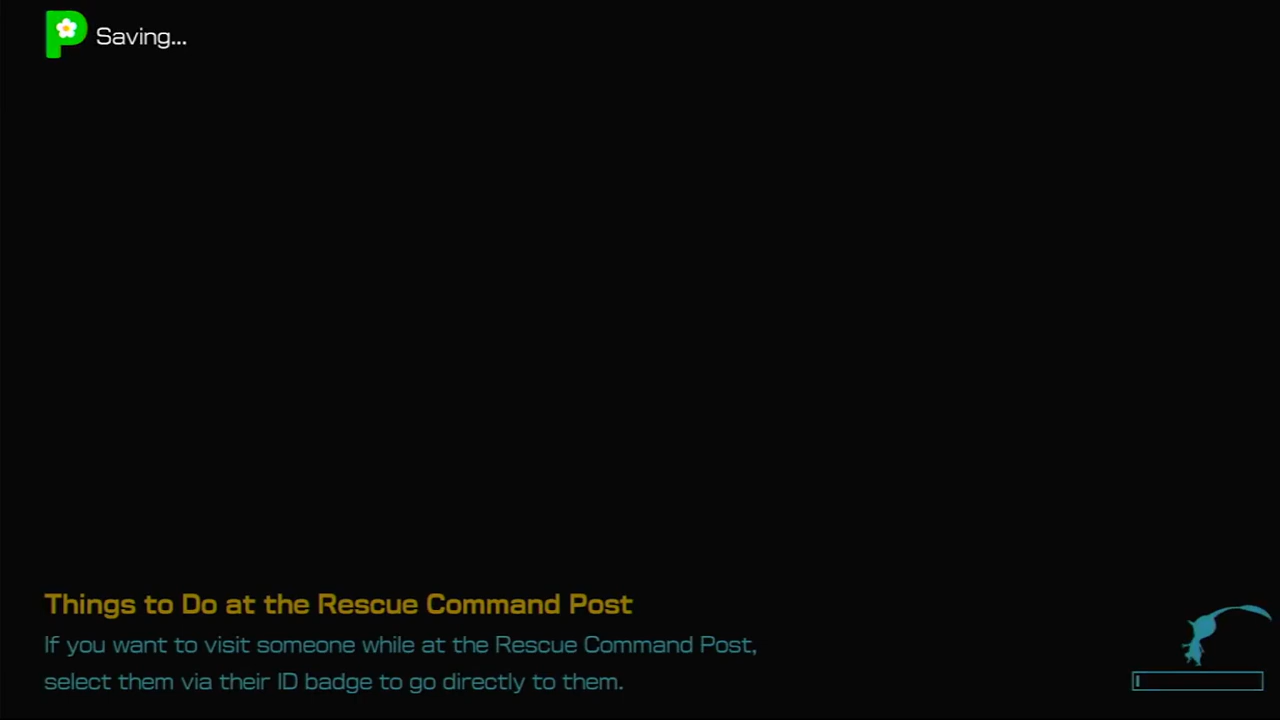 P Saving...
Things to Do at the Rescue Command Post
If you want to visit someone while at the Rescue Command Post,
select them via their ID badge to go directly to them.